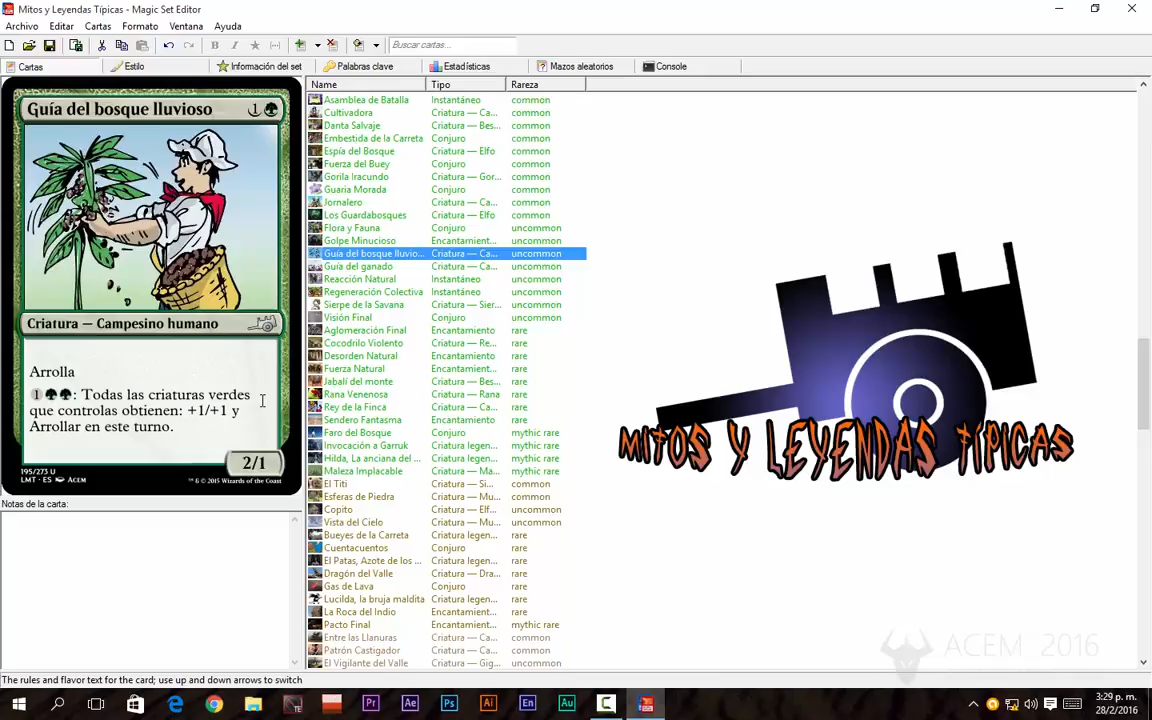 Mitos y Leyendas Típicas - Magic Set Editor
Archivo Editar Cartas Formato Ventana Ayuda
B I Buscar cartas...
Cartas Estilo Información del set Palabras clave Estadísticas Mazos aleatorios Console
Name Tipo Rareza
Guía del bosque lluvioso 1
Criatura — Campesino humano
Arrolla
1 : Todas las criaturas verdes
que controlas obtienen: +1/+1 y
Arrollar en este turno.
2/1
195/273 U
LMT · ES ACEM
™ & © 2015 Wizards of the Coast
Notas de la carta:
Asamblea de Batalla Instantáneo common
Cultivadora Criatura — Ca... common
Danta Salvaje Criatura — Bes... common
Embestida de la Carreta Conjuro common
Espía del Bosque Criatura — Elfo common
Fuerza del Buey Conjuro common
Gorila Iracundo Criatura — Gor... common
Guaria Morada Conjuro common
Jornalero Criatura — Ca... common
Los Guardabosques Criatura — Elfo common
Flora y Fauna Conjuro uncommon
Golpe Minucioso Encantamient... uncommon
Guía del bosque lluvio... Criatura — Ca... uncommon
Guía del ganado Criatura — Ca... uncommon
Reacción Natural Instantáneo uncommon
Regeneración Colectiva Instantáneo uncommon
Sierpe de la Savana Criatura — Sier... uncommon
Visión Final Conjuro uncommon
Aglomeración Final Encantamiento rare
Cocodrilo Violento Criatura — Re... rare
Desorden Natural Encantamiento rare
Fuerza Natural Encantamient... rare
Jabalí del monte Criatura — Bes... rare
Rana Venenosa Criatura — Rana rare
Rey de la Finca Criatura — Ca... rare
Sendero Fantasma Encantamiento rare
Faro del Bosque Conjuro mythic rare
Invocación a Garruk Criatura legen... mythic rare
Hilda, La anciana del ... Criatura legen... mythic rare
Maleza Implacable Criatura — Ma... mythic rare
El Titi Criatura — Si... common
Esferas de Piedra Criatura — Mu... common
Copito Criatura — Elf... uncommon
Vista del Cielo Criatura — Mu... uncommon
Bueyes de la Carreta Criatura legen... rare
Cuentacuentos Conjuro rare
El Patas, Azote de los ... Criatura legen... rare
Dragón del Valle Criatura — Dra... rare
Gas de Lava Conjuro rare
Lucilda, la bruja maldita Criatura legen... rare
La Roca del Indio Encantamient... rare
Pacto Final Encantamient... mythic rare
Entre las Llanuras Criatura — Ca... common
Patrón Castigador Criatura — Ca... common
El Vigilante del Valle Criatura — Gig... uncommon
MITOS Y LEYENDAS TÍPICAS
ACEM 2016
The rules and flavor text for the card; use up and down arrows to switch
Pr Ae Ps Ai En Au
3:29 p. m.
28/2/2016